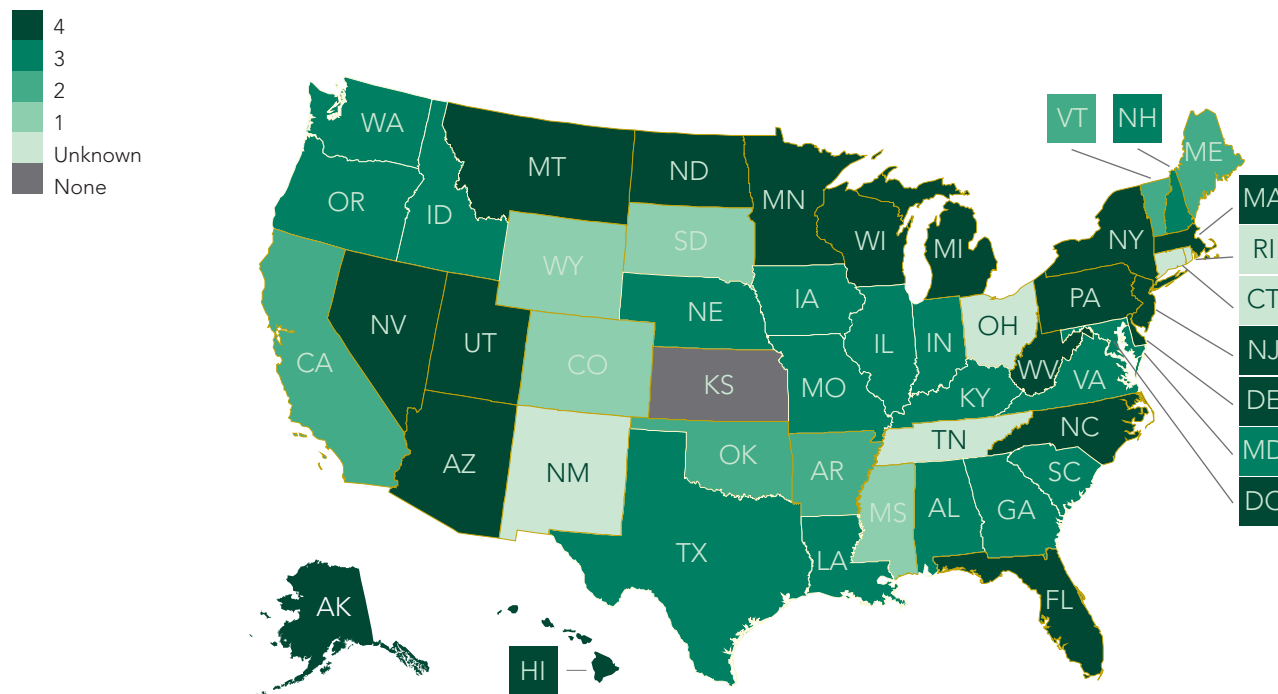 4
3
2
1
Unknown
None
WA
OR
ID
MT
ND
MN
WI
MI
NY
VT
NH
ME
MA
RI
CT
NJ
DE
MD
DC
WY
SD
NE
IA
IL
IN
OH
PA
WV
VA
KY
NV
UT
CO
KS
MO
CA
AZ
NM
OK
AR
TN
NC
SC
MS
AL
GA
TX
LA
FL
AK
HI